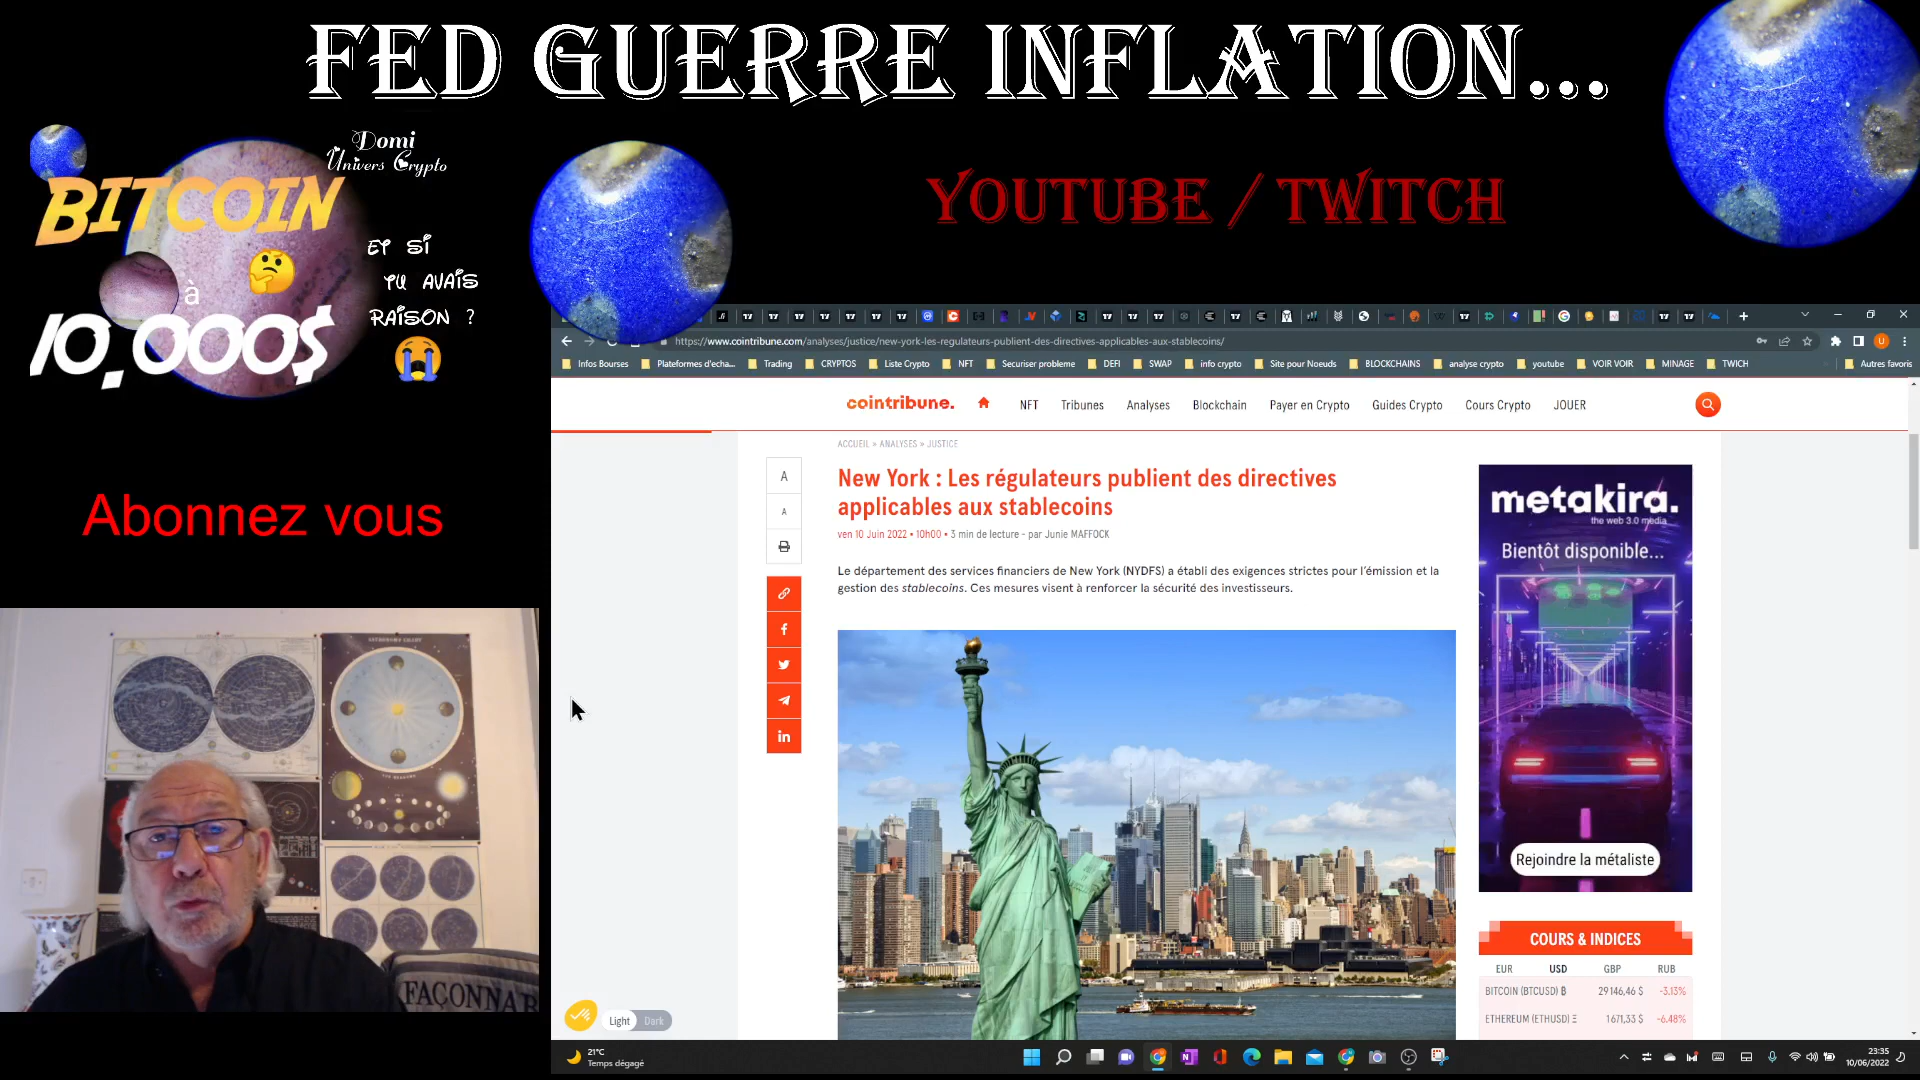 FED GUERRE INFLATION...
Domi
Univers Crypto
BITCOIN
ET SI
TU AVAIS
RAISON ?
à
10,000$
YOUTUBE / TWITCH
Abonnez vous
https://www.cointribune.com/analyses/justice/new-york-les-regulateurs-publient-des-directives-applicables-aux-stablecoins/
Infos Bourses
Plateformes d'echa...
Trading
CRYPTOS
Liste Crypto
NFT
Securiser probleme
DEFI
SWAP
info crypto
Site pour Noeuds
BLOCKCHAINS
analyse crypto
youtube
VOIR VOIR
MINAGE
TWICH
Autres favoris
cointribune.
NFT
Tribunes
Analyses
Blockchain
Payer en Crypto
Guides Crypto
Cours Crypto
JOUER
ACCUEIL » ANALYSES » JUSTICE
A
A
New York : Les régulateurs publient des directives
applicables aux stablecoins
ven 10 Juin 2022 • 10h00 • 3 min de lecture - par Junie MAFFOCK
Le département des services financiers de New York (NYDFS) a établi des exigences strictes pour l'émission et la
gestion des stablecoins. Ces mesures visent à renforcer la sécurité des investisseurs.
metakira.
the web 3.0 media
Bientôt disponible...
Rejoindre la métaliste
COURS & INDICES
EUR USD GBP RUB
BITCOIN (BTCUSD) ₿ 29 146,46 $ -3.13%
ETHEREUM (ETHUSD) Ξ 1 671,33 $ -6.48%
FAÇONNAR
Light Dark
21°C
Temps dégagé
23:35
10/06/2022